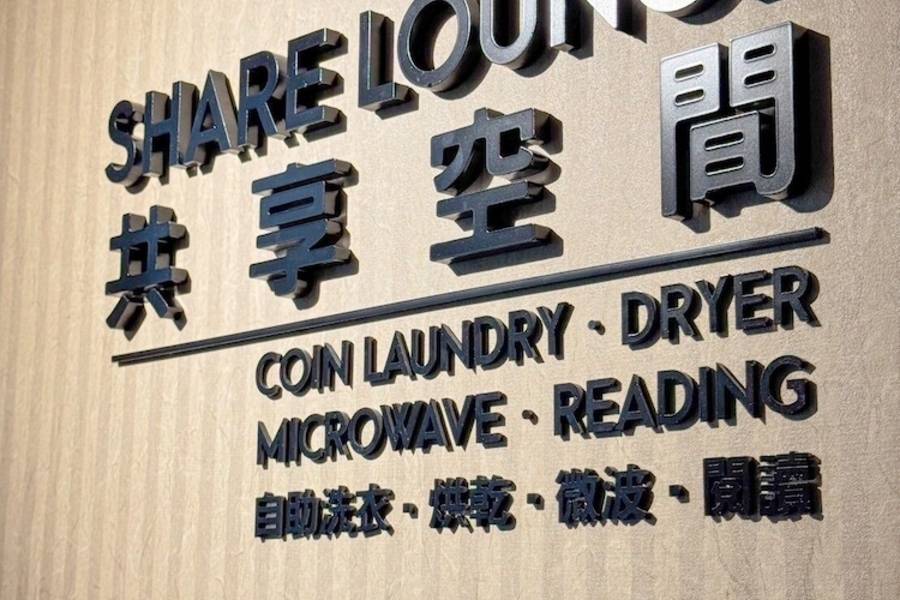 SHARE LOUNGE
共享空間
COIN LAUNDRY · DRYER
MICROWAVE · READING
自助洗衣 · 烘乾 · 微波 · 閱讀